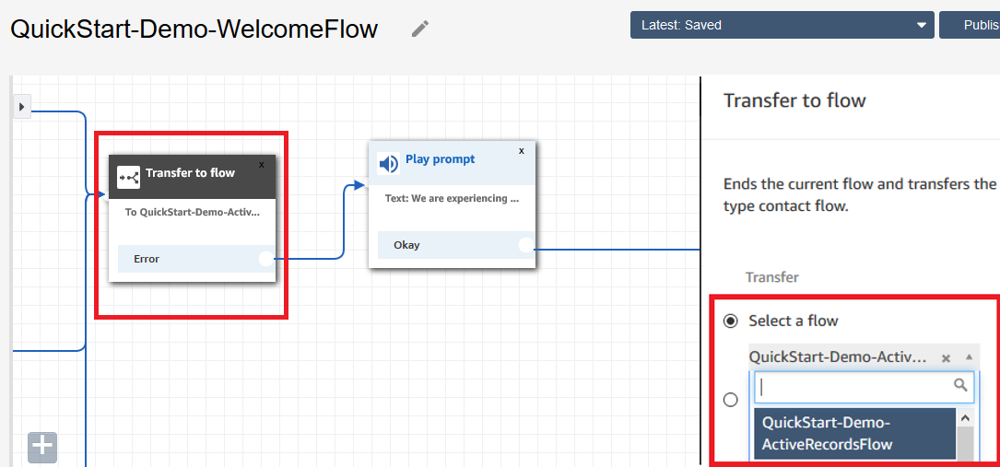 QuickStart-Demo-WelcomeFlow
Latest: Saved
Publis
Transfer to flow
x
To QuickStart-Demo-Activ...
Error
Play prompt
x
Text: We are experiencing ...
Okay
Transfer to flow
Ends the current flow and transfers the
type contact flow.
Transfer
Select a flow
QuickStart-Demo-Activ...
QuickStart-Demo-
ActiveRecordsFlow